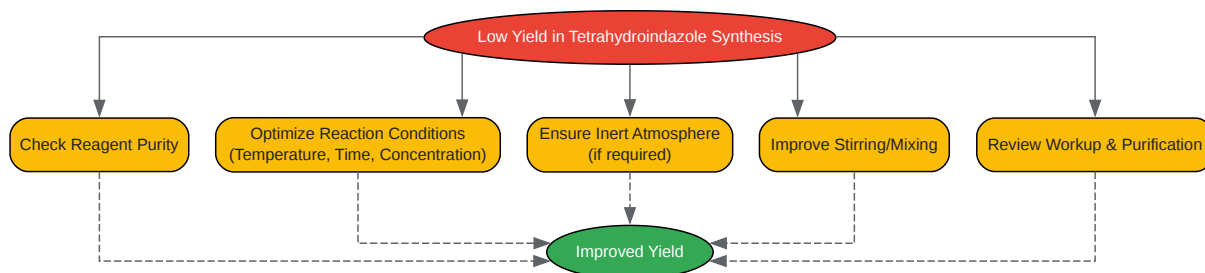 Low Yield in Tetrahydroindazole Synthesis
Check Reagent Purity
Optimize Reaction Conditions
(Temperature, Time, Concentration)
Ensure Inert Atmosphere
(if required)
Improve Stirring/Mixing
Review Workup & Purification
Improved Yield